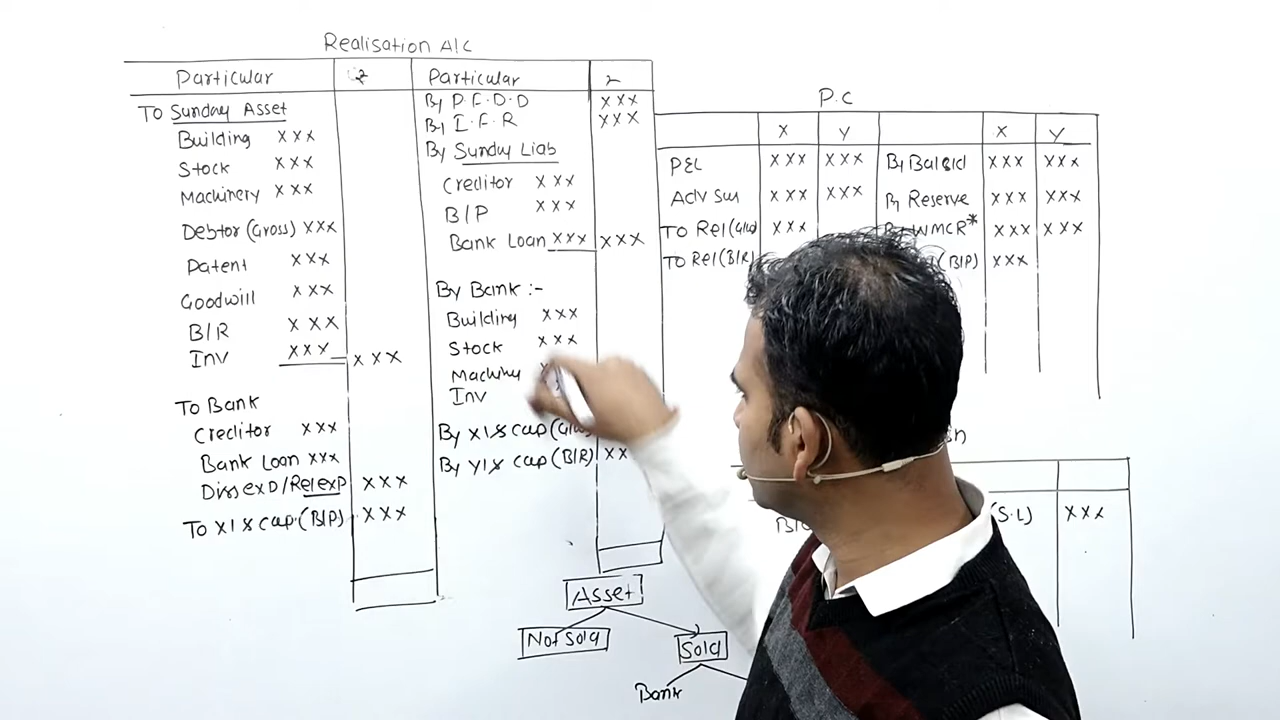 Realisation A/C
Particular ₹ Particular ₹
To Sunday Asset
Building xxx
Stock xxx
Machinery xxx
Debtor (Gross) xxx
Patent xxx
Goodwill xxx
B/R xxx
Inv xxx xxx
To Bank
Creditor xxx
Bank Loan xxx
Diss exp/Rel exp xxx
To X's cap. (B/P) xxx
By P.F.D.D xxx
By I.F.R xxx
By Sunday Liab
Creditor xxx
B/P xxx
Bank Loan xxx xxx
By Bank :-
Building xxx
Stock xxx
Machiny
Inv
By X's cap
By Y's cap (B/R) xx
P.C
X Y X Y
P&L xxx xxx By Bal b/d xxx xxx
Adv Sus xxx xxx By Reserve xxx xxx
To Rel (G/w) xxx WMCR* xxx xxx
To Rel (B/R) (B/P) xxx
(S.L) xxx
Asset
Not Sold Sold
Bank